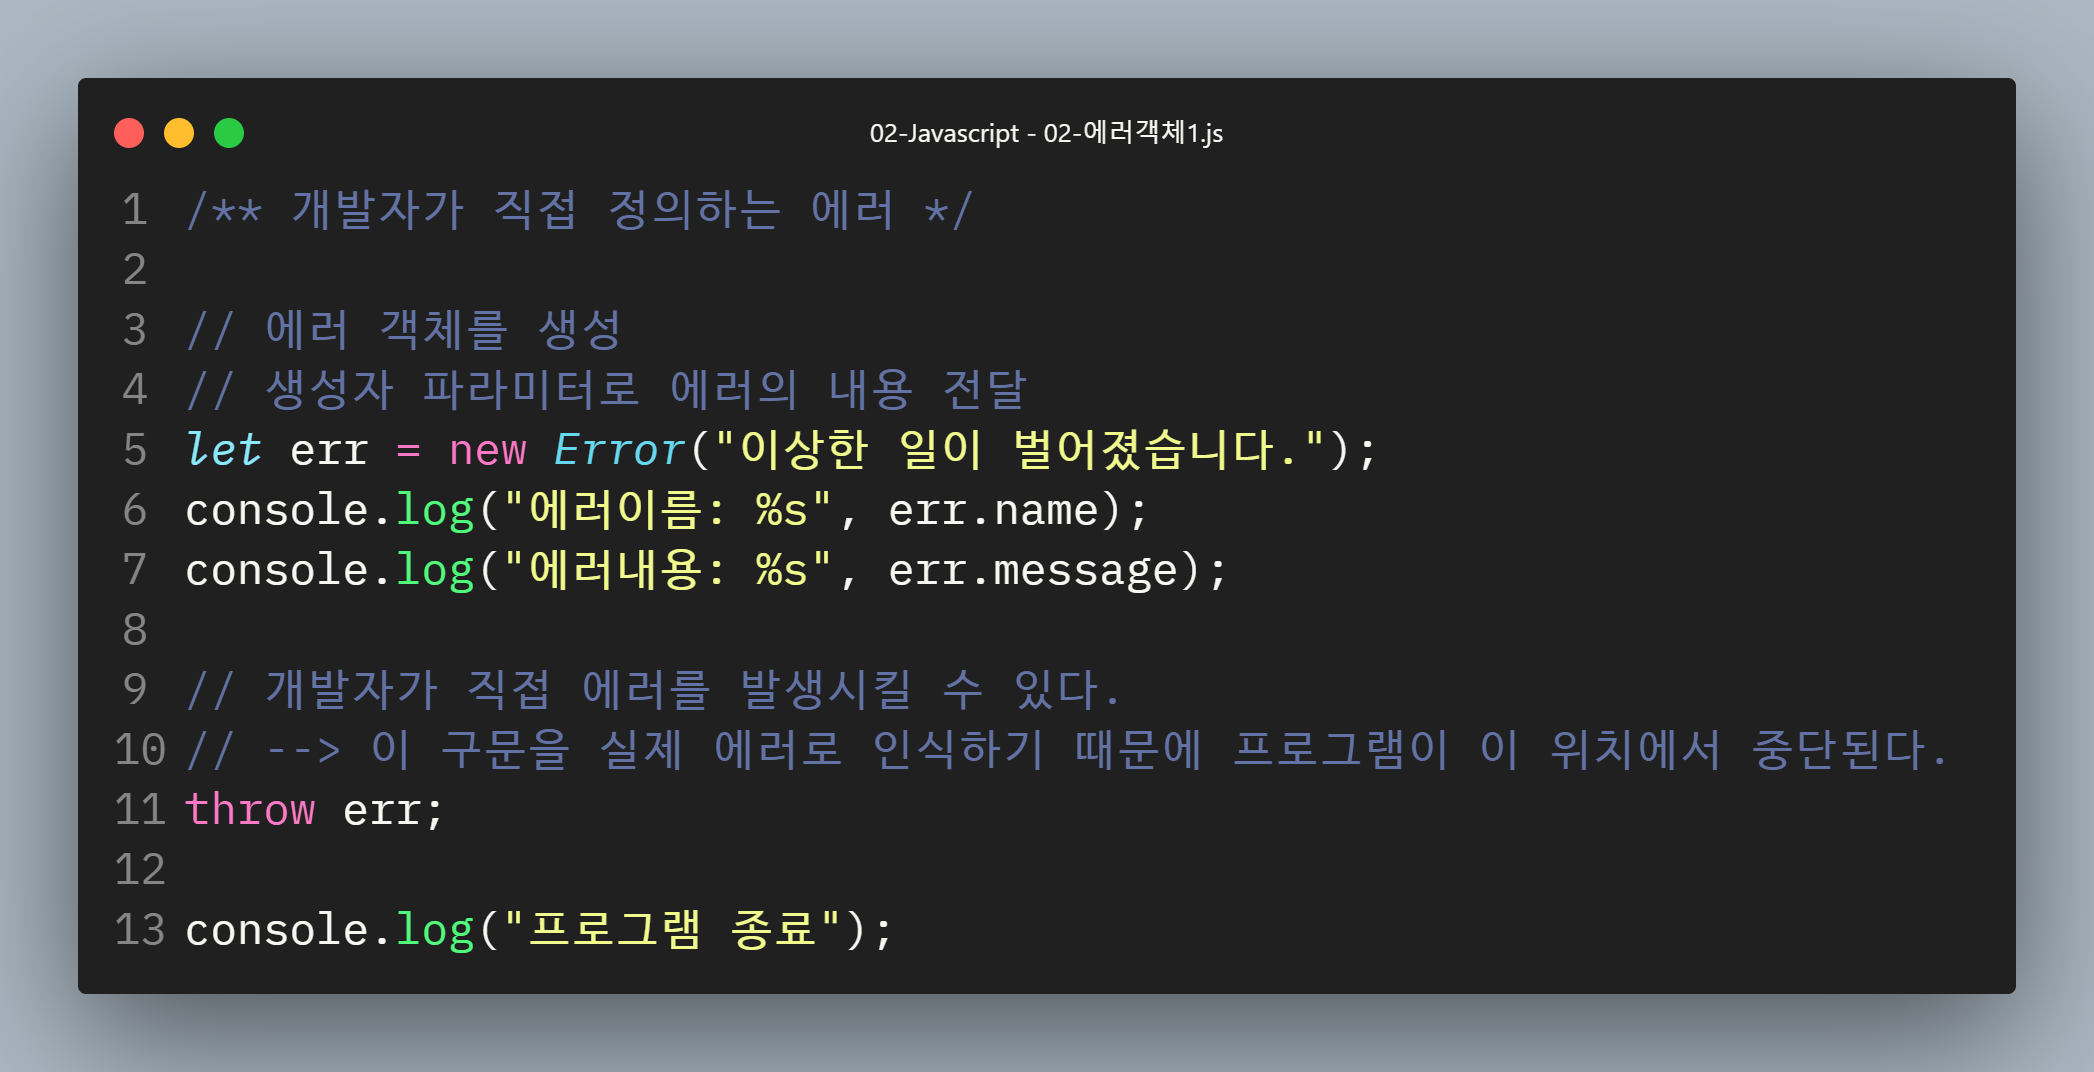 02-Javascript - 02-에러객체1.js
1 /** 개발자가 직접 정의하는 에러 */
2
3 // 에러 객체를 생성
4 // 생성자 파라미터로 에러의 내용 전달
5 let err = new Error("이상한 일이 벌어졌습니다.");
6 console.log("에러이름: %s", err.name);
7 console.log("에러내용: %s", err.message);
8
9 // 개발자가 직접 에러를 발생시킬 수 있다.
10 // --> 이 구문을 실제 에러로 인식하기 때문에 프로그램이 이 위치에서 중단된다.
11 throw err;
12
13 console.log("프로그램 종료");